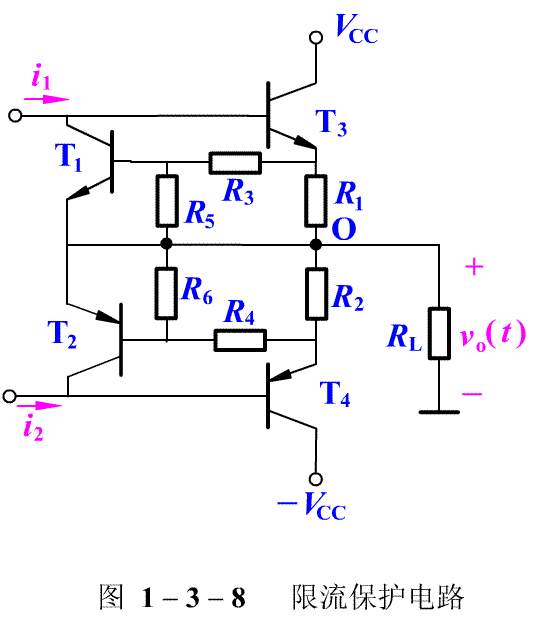 V_CC
i_1
T_3
T_1
R_3
R_1
R_5
O
+
R_6
R_2
R_4
T_2
R_L
v_o(t)
T_4
−
i_2
−V_CC
图 1 – 3 – 8 限流保护电路